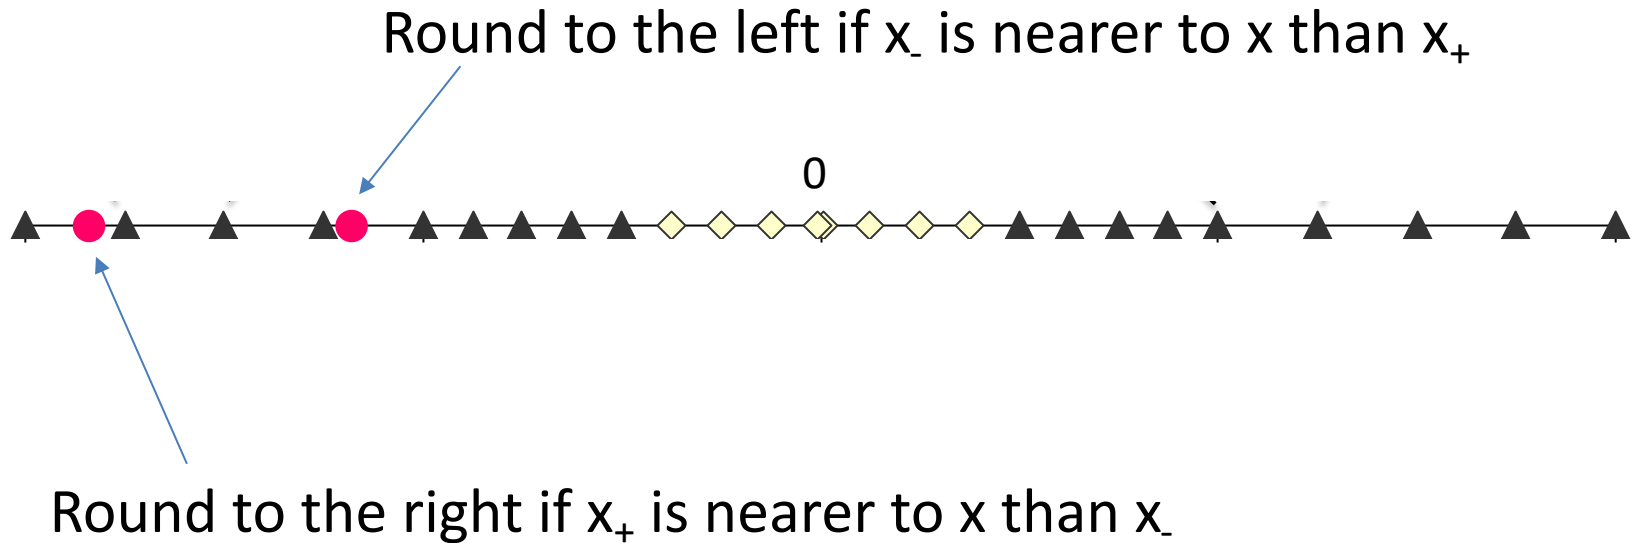 Round to the left if x₋ is nearer to x than x₊
0
Round to the right if x₊ is nearer to x than x₋